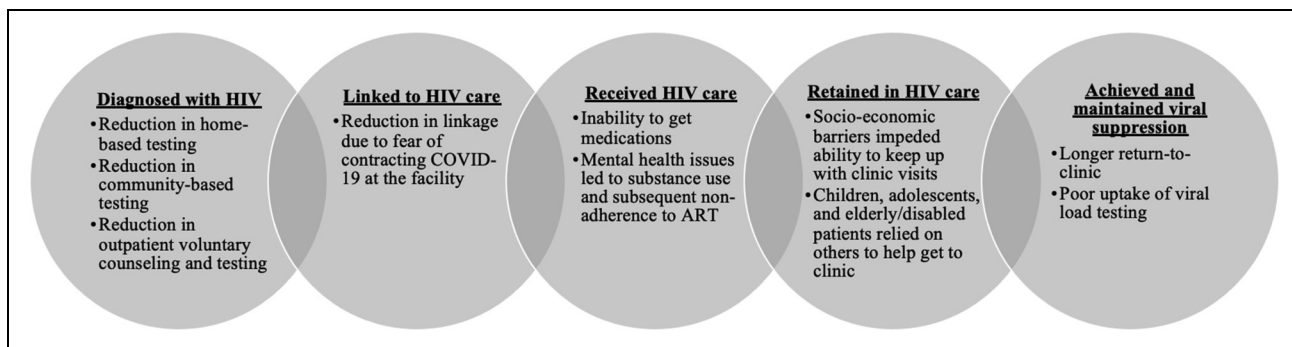 Diagnosed with HIV
•Reduction in home-
based testing
•Reduction in
community-based
testing
•Reduction in
outpatient voluntary
counseling and testing
Linked to HIV care
•Reduction in linkage
due to fear of
contracting COVID-
19 at the facility
Received HIV care
•Inability to get
medications
•Mental health issues
led to substance use
and subsequent non-
adherence to ART
Retained in HIV care
•Socio-economic
barriers impeded
ability to keep up
with clinic visits
•Children, adolescents,
and elderly/disabled
patients relied on
others to help get to
clinic
Achieved and
maintained viral
suppression
•Longer return-to-
clinic
•Poor uptake of viral
load testing